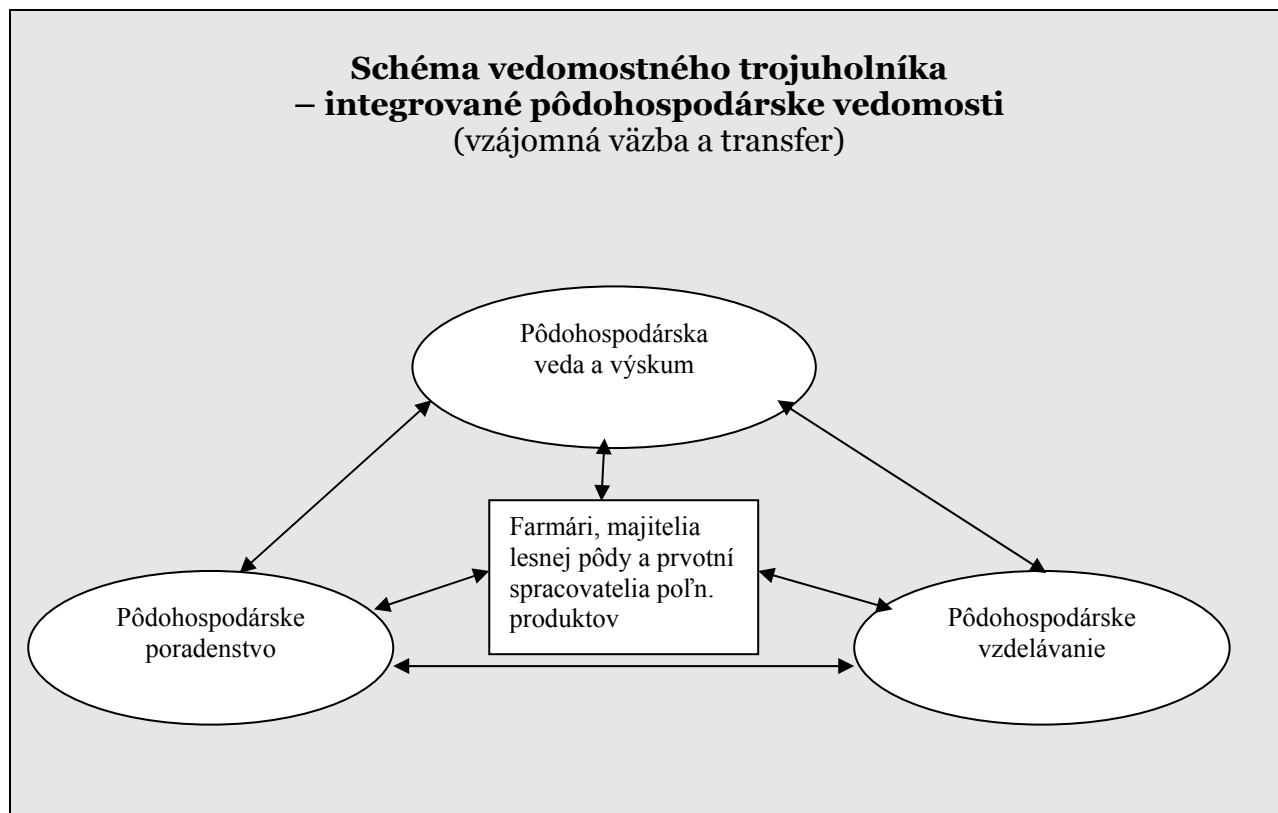 Schéma vedomostného trojuholníka
– integrované pôdohospodárske vedomosti
(vzájomná väzba a transfer)
Pôdohospodárska
veda a výskum
Farmári, majitelia
lesnej pôdy a prvotní
spracovatelia poľn.
produktov
Pôdohospodárske
poradenstvo
Pôdohospodárske
vzdelávanie